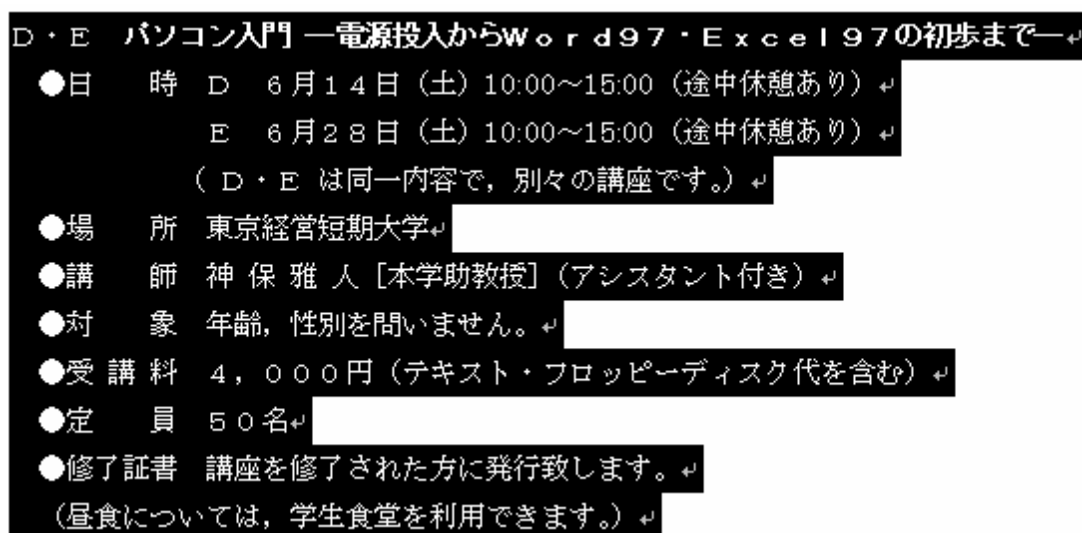 D・E　パソコン入門 ―電源投入からWord97・Excel97の初歩まで―↵
●日　　時　D　6月14日（土）10:00～15:00（途中休憩あり）↵
E　6月28日（土）10:00～15:00（途中休憩あり）↵
（D・E は同一内容で，別々の講座です。）↵
●場　　所　東京経営短期大学↵
●講　　師　神 保 雅 人［本学助教授］（アシスタント付き）↵
●対　　象　年齢，性別を問いません。↵
●受 講 料　４，０００円（テキスト・フロッピーディスク代を含む）↵
●定　　員　５０名↵
●修了証書　講座を修了された方に発行致します。↵
（昼食については，学生食堂を利用できます。）↵